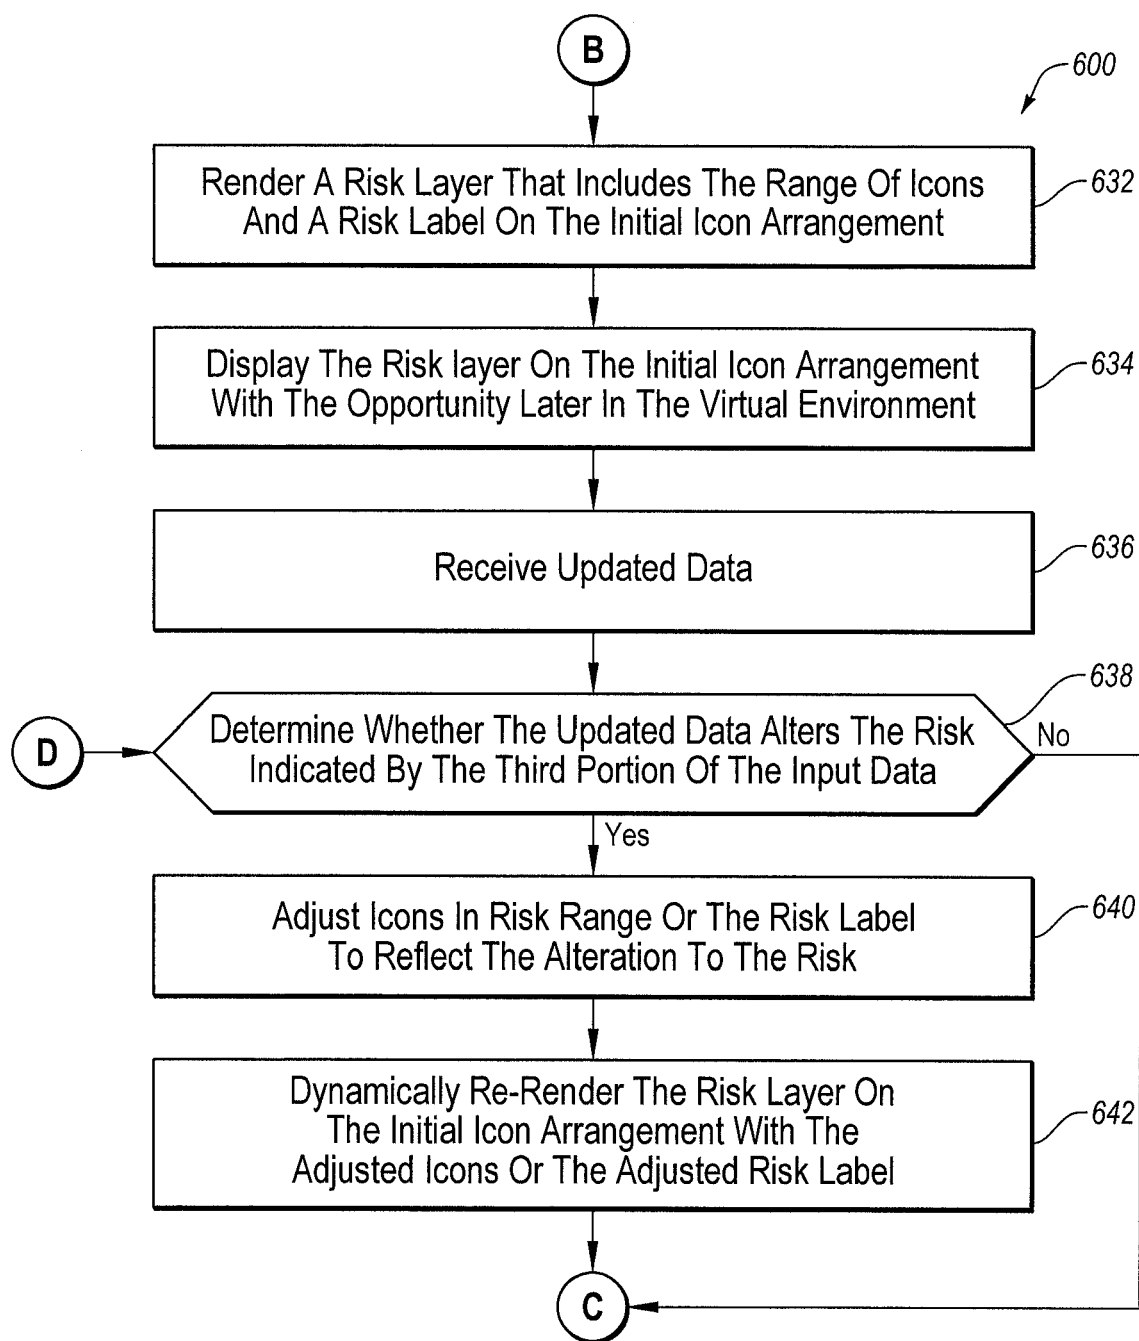 B
600
Render A Risk Layer That Includes The Range Of Icons
And A Risk Label On The Initial Icon Arrangement
632
Display The Risk layer On The Initial Icon Arrangement
With The Opportunity Later In The Virtual Environment
634
Receive Updated Data
636
638
D
Determine Whether The Updated Data Alters The Risk
Indicated By The Third Portion Of The Input Data
No
Yes
Adjust Icons In Risk Range Or The Risk Label
To Reflect The Alteration To The Risk
640
Dynamically Re-Render The Risk Layer On
The Initial Icon Arrangement With The
Adjusted Icons Or The Adjusted Risk Label
642
C